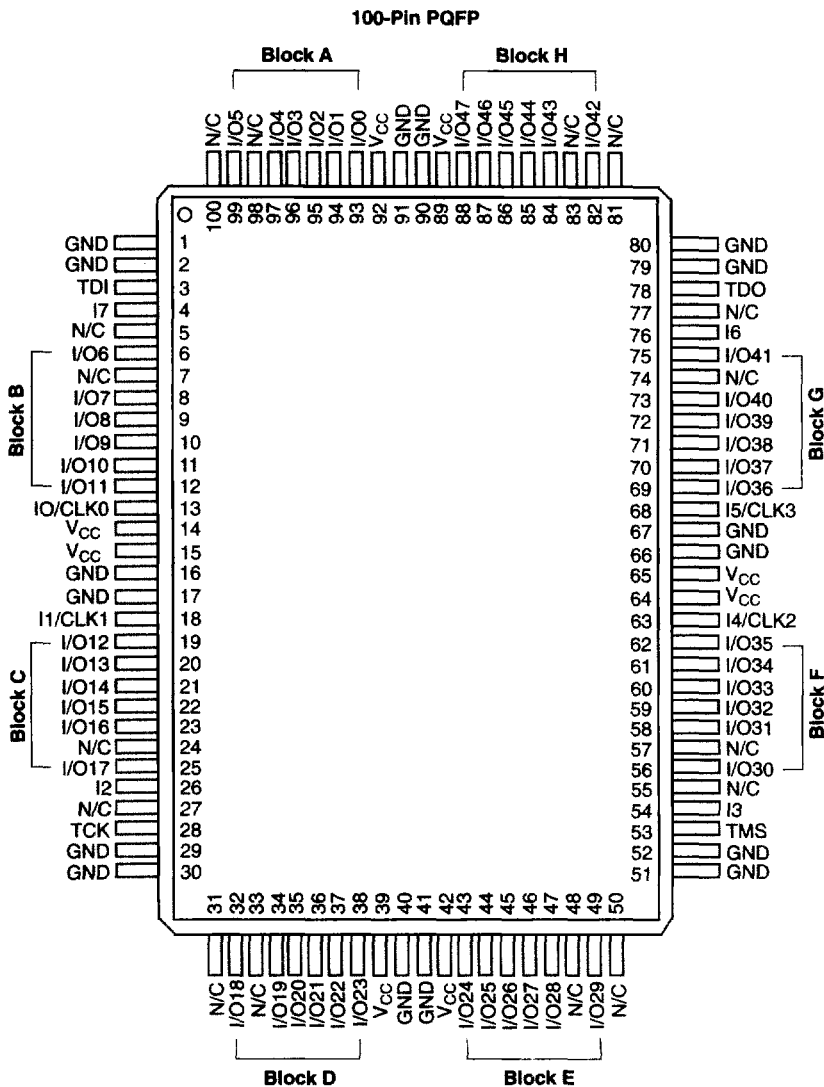 100-Pin PQFP
Block A
Block H
N/C
I/O5
N/C
I/O4
I/O3
I/O2
I/O1
I/O0
VCC
GND
GND
VCC
I/O47
I/O46
I/O45
I/O44
I/O43
N/C
I/O42
N/C
100
99
98
97
96
95
94
93
92
91
90
89
88
87
86
85
84
83
82
81
Block B
Block C
GND 1
GND 2
TDI 3
I7 4
N/C 5
I/O6 6
N/C 7
I/O7 8
I/O8 9
I/O9 10
I/O10 11
I/O11 12
IO/CLK0 13
VCC 14
VCC 15
GND 16
GND 17
I1/CLK1 18
I/O12 19
I/O13 20
I/O14 21
I/O15 22
I/O16 23
N/C 24
I/O17 25
I2 26
N/C 27
TCK 28
GND 29
GND 30
80 GND
79 GND
78 TDO
77 N/C
76 I6
75 I/O41
74 N/C
73 I/O40
72 I/O39
71 I/O38
70 I/O37
69 I/O36
68 I5/CLK3
67 GND
66 GND
65 VCC
64 VCC
63 I4/CLK2
62 I/O35
61 I/O34
60 I/O33
59 I/O32
58 I/O31
57 N/C
56 I/O30
55 N/C
54 I3
53 TMS
52 GND
51 GND
Block G
Block F
31
32
33
34
35
36
37
38
39
40
41
42
43
44
45
46
47
48
49
50
N/C
I/O18
N/C
I/O19
I/O20
I/O21
I/O22
I/O23
VCC
GND
GND
VCC
I/O24
I/O25
I/O26
I/O27
I/O28
N/C
I/O29
N/C
Block D
Block E